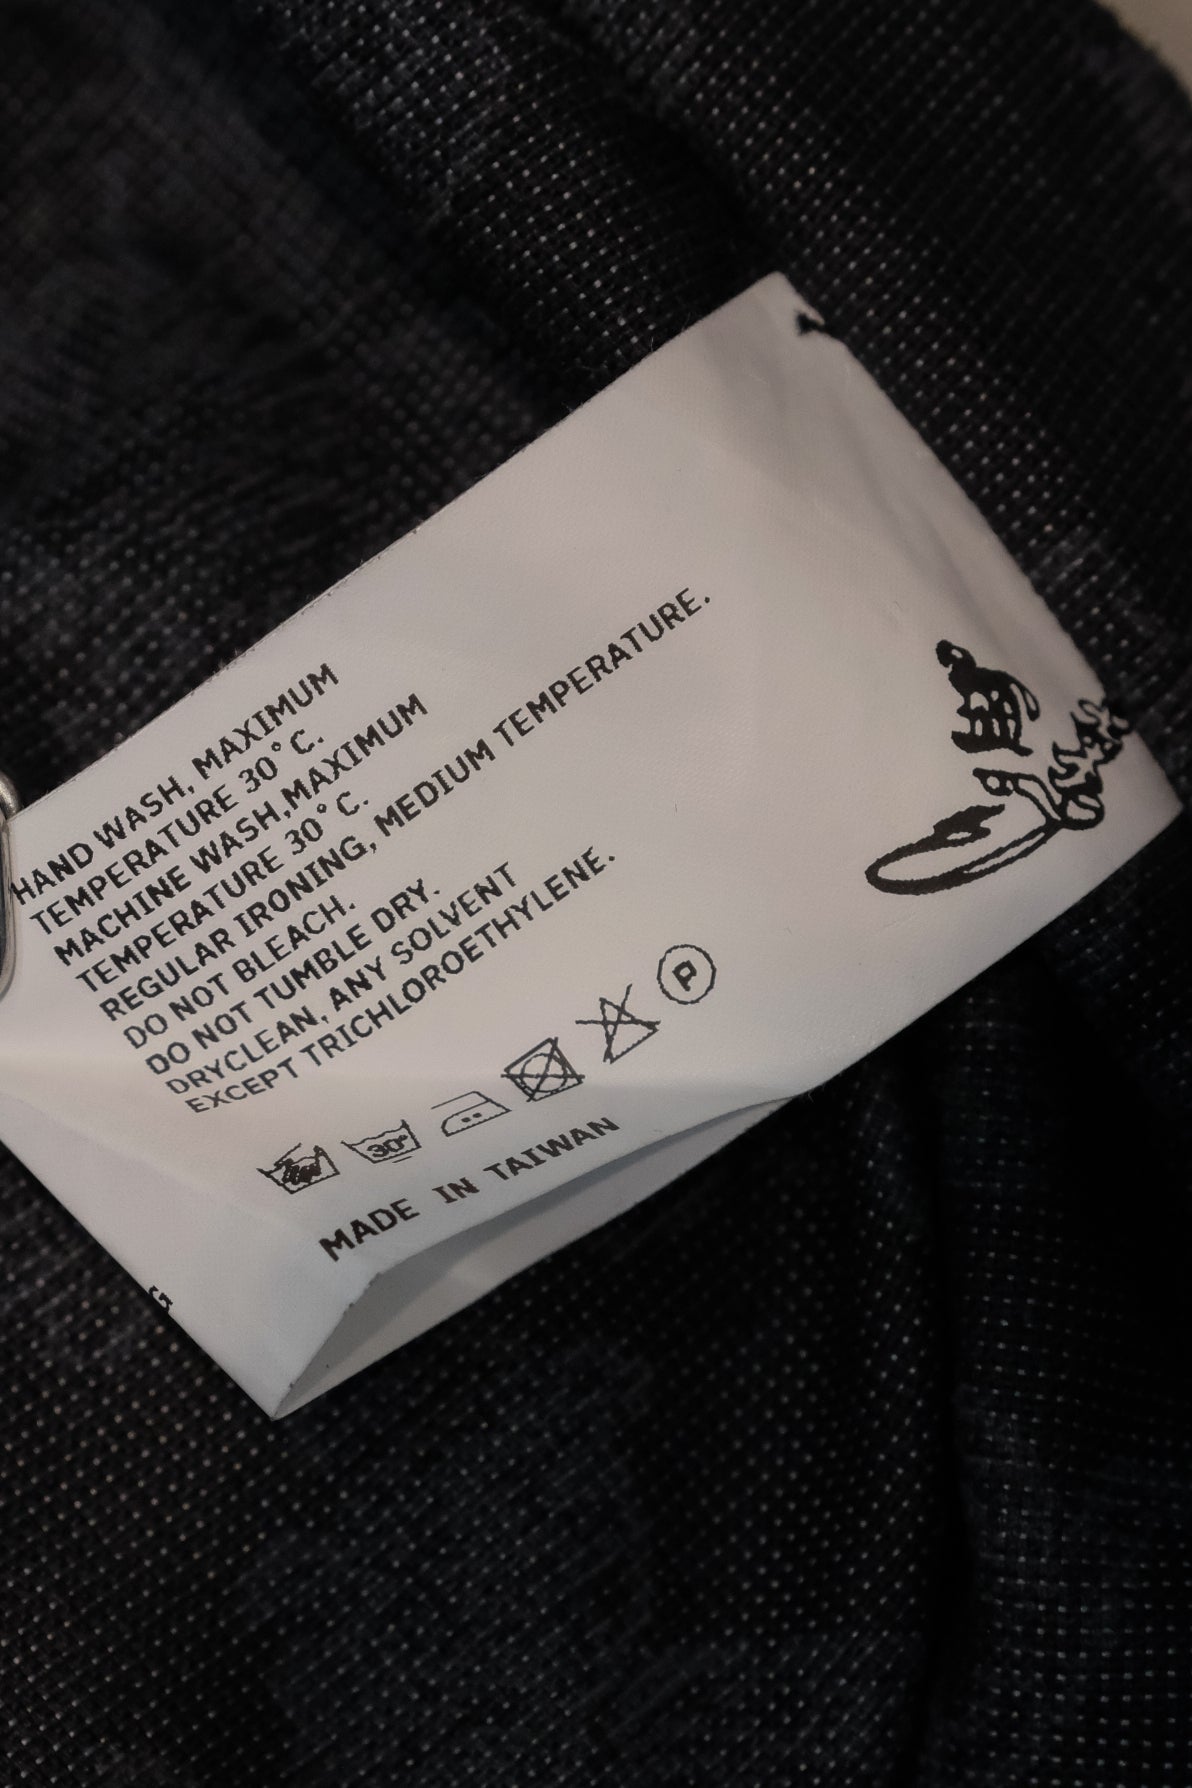 HAND WASH, MAXIMUM
TEMPERATURE 30°C.
MACHINE WASH,MAXIMUM
TEMPERATURE 30°C.
REGULAR IRONING, MEDIUM TEMPERATURE.
DO NOT BLEACH.
DO NOT TUMBLE DRY.
DRYCLEAN, ANY SOLVENT
EXCEPT TRICHLOROETHYLENE.
30°
P
MADE IN TAIWAN
G